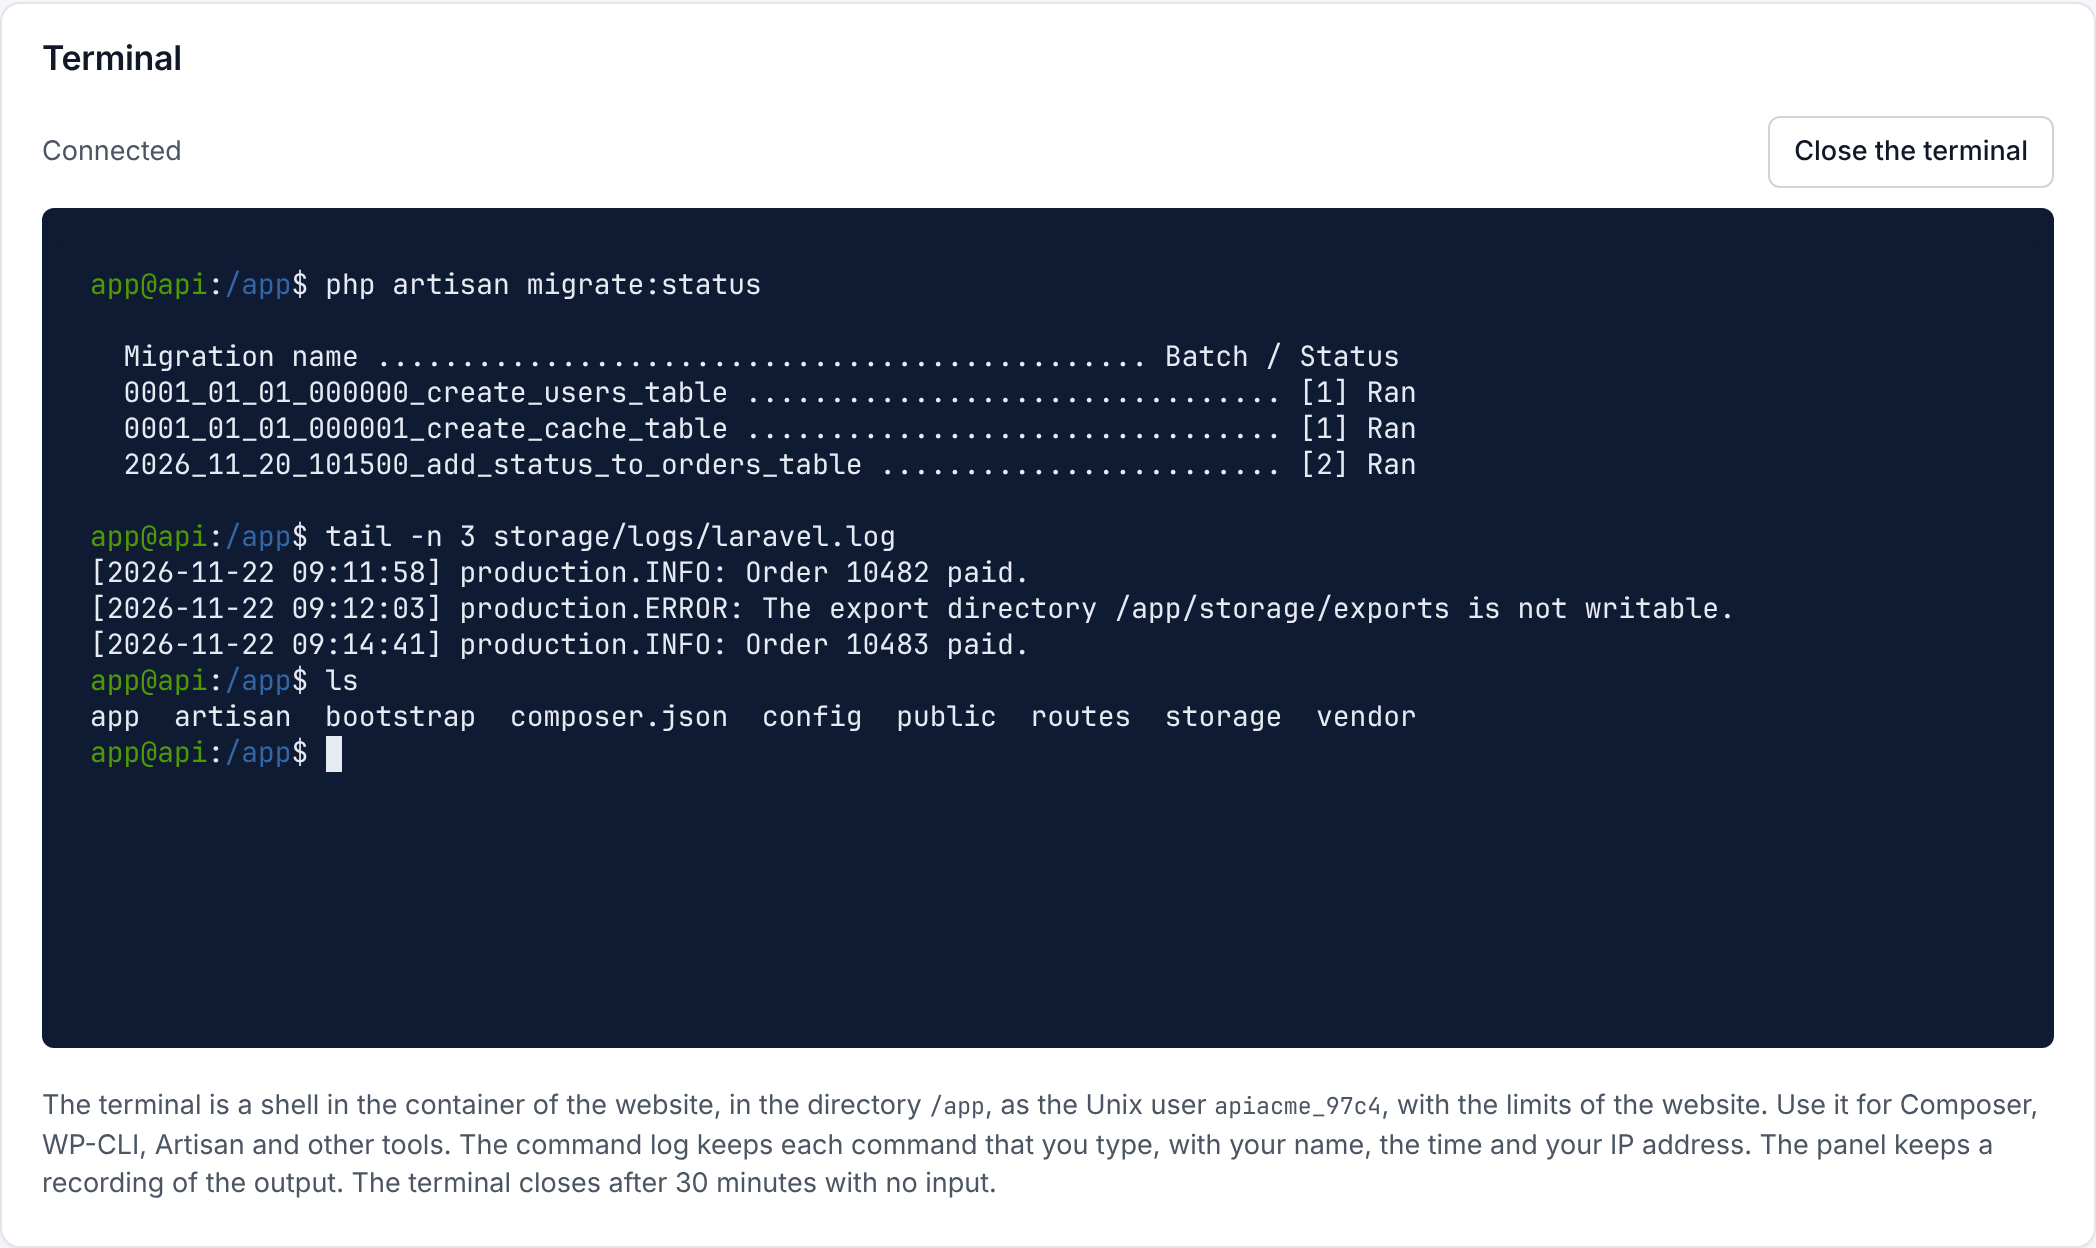 Terminal
Connected
Close the terminal
app@api:/app$ php artisan migrate:status
Migration name .............................................. Batch / Status
0001_01_01_000000_create_users_table ................................ [1] Ran
0001_01_01_000001_create_cache_table ................................ [1] Ran
2026_11_20_101500_add_status_to_orders_table ........................ [2] Ran
app@api:/app$ tail -n 3 storage/logs/laravel.log
[2026-11-22 09:11:58] production.INFO: Order 10482 paid.
[2026-11-22 09:12:03] production.ERROR: The export directory /app/storage/exports is not writable.
[2026-11-22 09:14:41] production.INFO: Order 10483 paid.
app@api:/app$ ls
app  artisan  bootstrap  composer.json  config  public  routes  storage  vendor
app@api:/app$
The terminal is a shell in the container of the website, in the directory /app, as the Unix user apiacme_97c4, with the limits of the website. Use it for Composer,
WP-CLI, Artisan and other tools. The command log keeps each command that you type, with your name, the time and your IP address. The panel keeps a
recording of the output. The terminal closes after 30 minutes with no input.